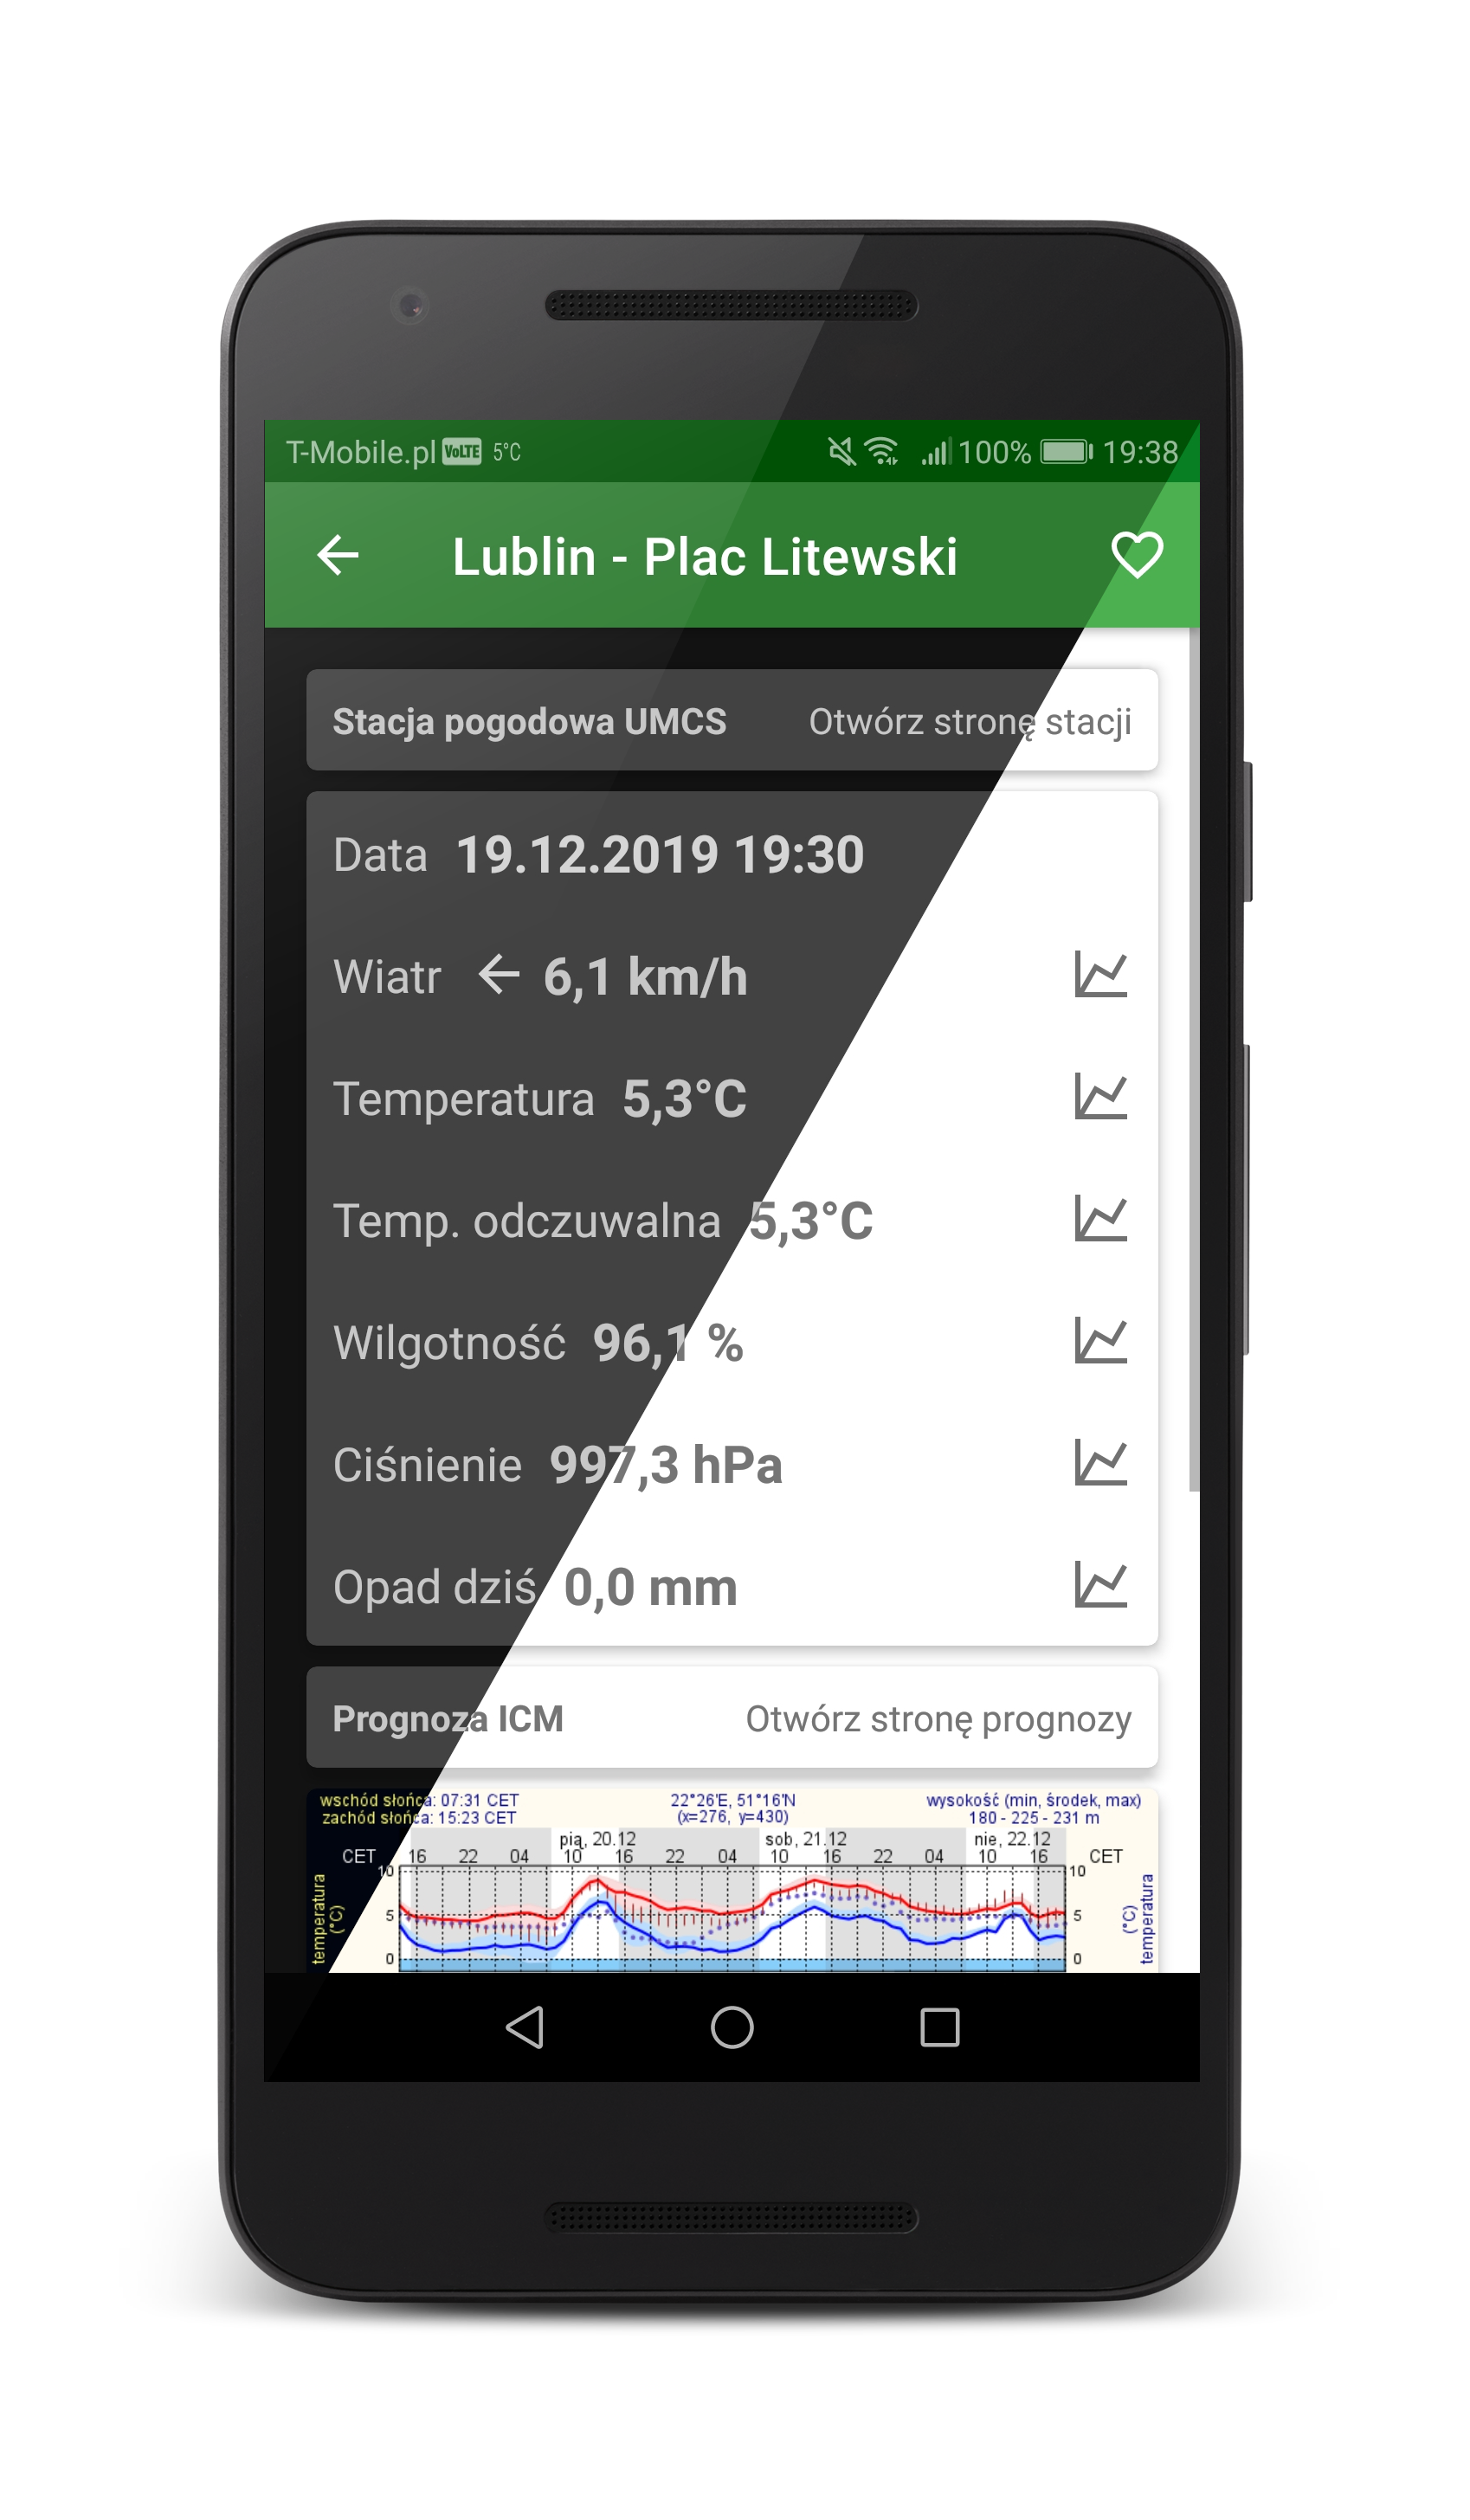 T-Mobile.pl VoLTE 5°C 100% 19:38
Lublin - Plac Litewski
Stacja pogodowa UMCS Otwórz stronę stacji
Data 19.12.2019 19:30
Wiatr 6,1 km/h
Temperatura 5,3°C
Temp. odczuwalna 5,3°C
Wilgotność 96,1 %
Ciśnienie 997,3 hPa
Opad dziś 0,0 mm
Prognoza ICM Otwórz stronę prognozy
wschód słońca: 07:31 CET 22°26'E, 51°16'N wysokość (min, środek, max)
zachód słońca: 15:23 CET (x=276, y=430) 180 - 225 - 231 m
pią, 20.12 sob, 21.12 nie, 22.12
CET 16 22 04 10 16 22 04 10 16 22 04 10 16 CET
10 10
temperatura (°C) 5 5 temperatura (°C)
0 0